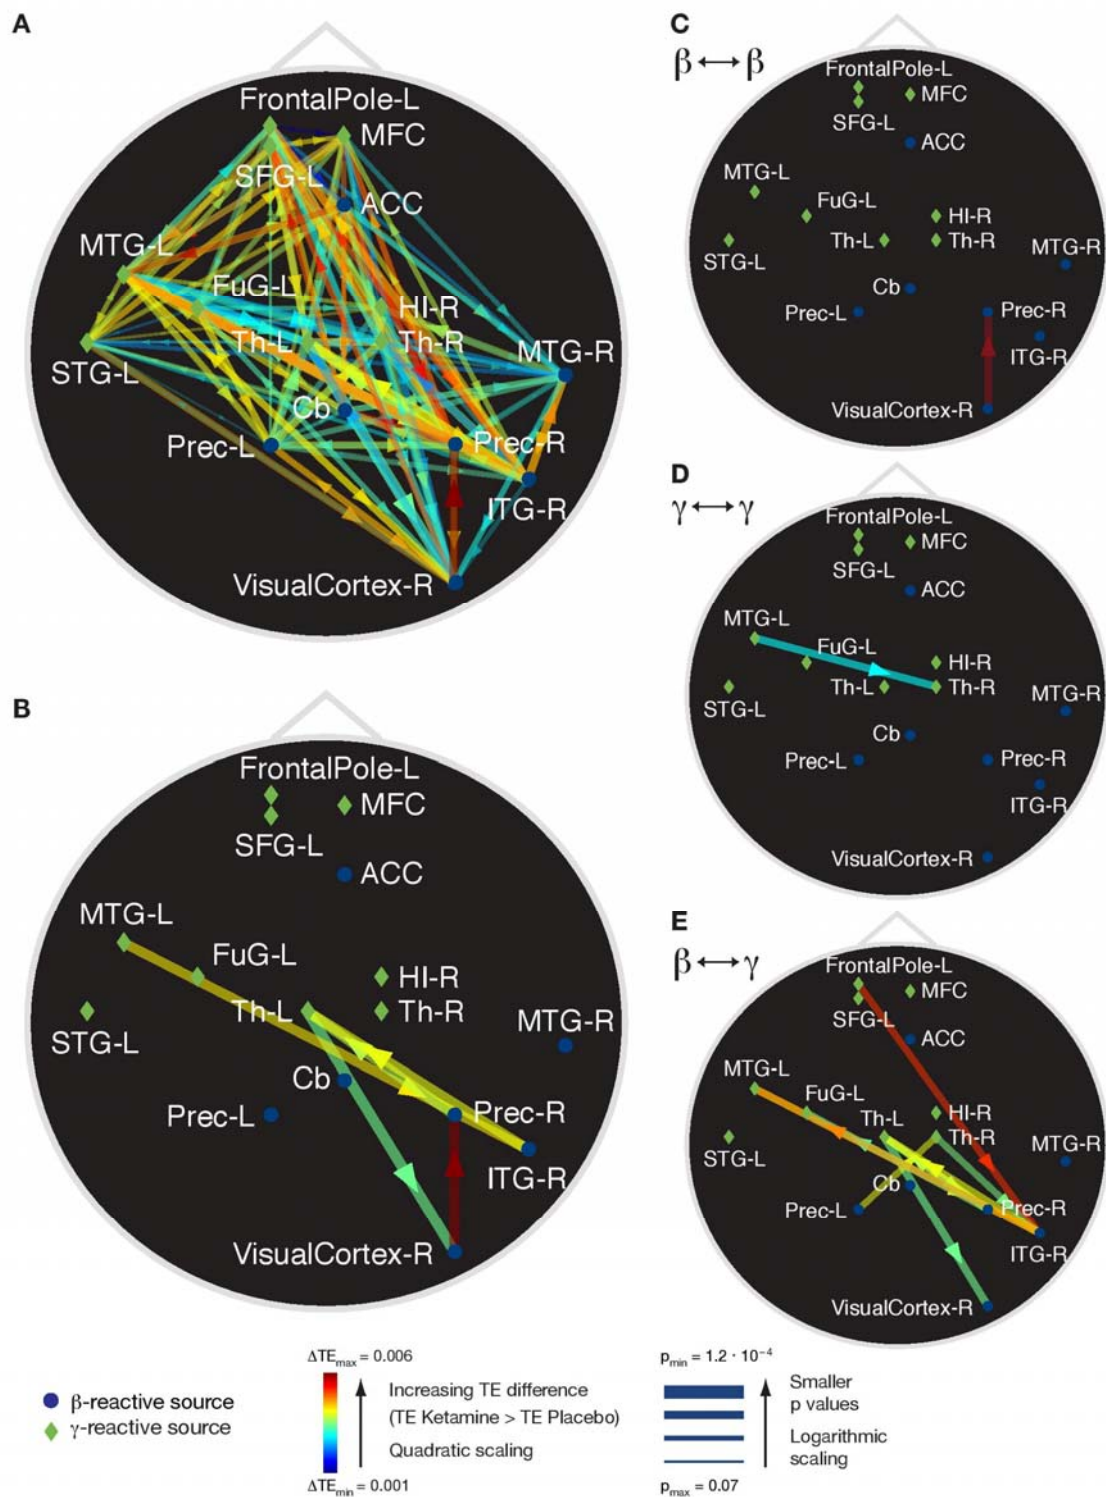 A
FrontalPole-L
MFC
SFG-L
ACC
MTG-L
FuG-L
HI-R
Th-L
Th-R
MTG-R
STG-L
Cb
Prec-L
Prec-R
ITG-R
VisualCortex-R
B
FrontalPole-L
MFC
SFG-L
ACC
MTG-L
FuG-L
HI-R
Th-L
Th-R
MTG-R
STG-L
Cb
Prec-L
Prec-R
ITG-R
VisualCortex-R
C
β ↔ β
FrontalPole-L
MFC
SFG-L
ACC
MTG-L
FuG-L
HI-R
Th-L
Th-R
MTG-R
STG-L
Cb
Prec-L
Prec-R
ITG-R
VisualCortex-R
D
γ ↔ γ
FrontalPole-L
MFC
SFG-L
ACC
MTG-L
FuG-L
HI-R
Th-L
Th-R
MTG-R
STG-L
Cb
Prec-L
Prec-R
ITG-R
VisualCortex-R
E
β ↔ γ
FrontalPole-L
MFC
SFG-L
ACC
MTG-L
FuG-L
HI-R
Th-L
Th-R
MTG-R
STG-L
Cb
Prec-L
Prec-R
ITG-R
VisualCortex-R
β-reactive source
γ-reactive source
ΔTEmax = 0.006
Increasing TE difference
(TE Ketamine > TE Placebo)
Quadratic scaling
ΔTEmin = 0.001
pmin = 1.2 · 10⁻⁴
Smaller
p values
Logarithmic
scaling
pmax = 0.07